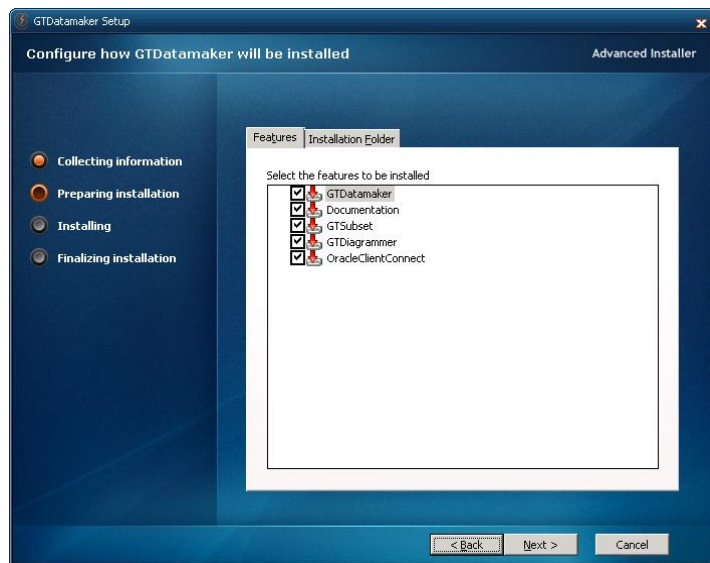 GTDatamaker Setup
Configure how GTDatamaker will be installed
Advanced Installer
Features
Installation Folder
Collecting information
Preparing installation
Installing
Finalizing installation
Select the features to be installed
GTDatamaker
Documentation
GTSubset
GTDiagrammer
OracleClientConnect
< Back
Next >
Cancel